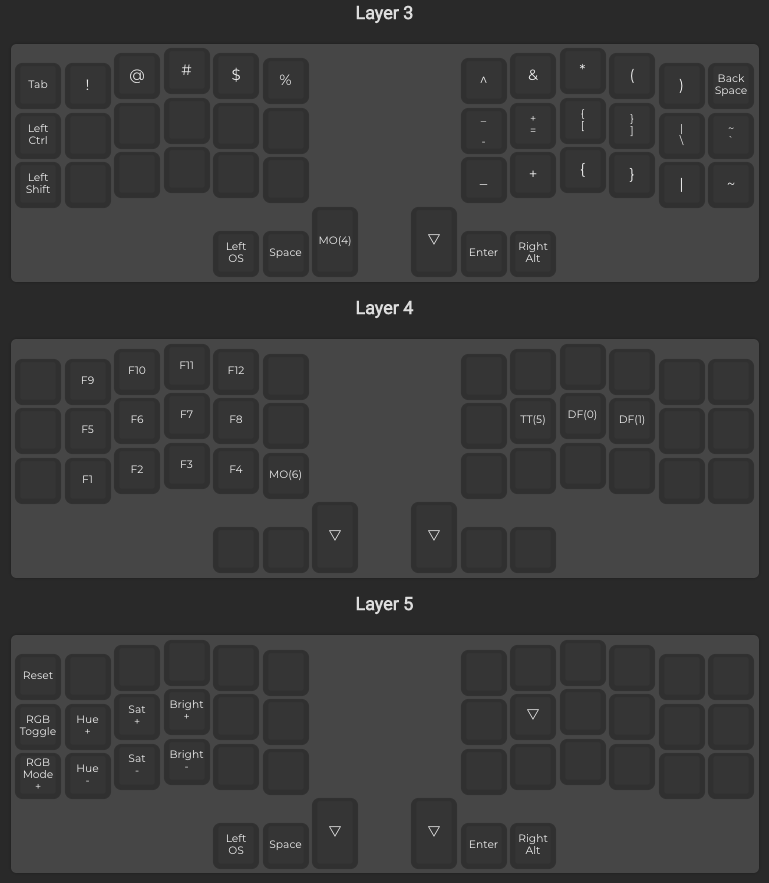 Layer 3
Tab ! @ # $ % ^ & * ( ) Back
Space
Left
Ctrl
_
-
+
=
{
[
}
]
|
\
~
`
Left
Shift
_ + { } | ~
Left
OS
Space MO(4) ▽ Enter Right
Alt
Layer 4
F9 F10 F11 F12
F5 F6 F7 F8 TT(5) DF(0) DF(1)
F1 F2 F3 F4 MO(6)
▽ ▽
Layer 5
Reset
RGB
Toggle
Hue
+
Sat
+
Bright
+
▽
RGB
Mode
+
Hue
-
Sat
-
Bright
-
Left
OS
Space ▽ ▽ Enter Right
Alt